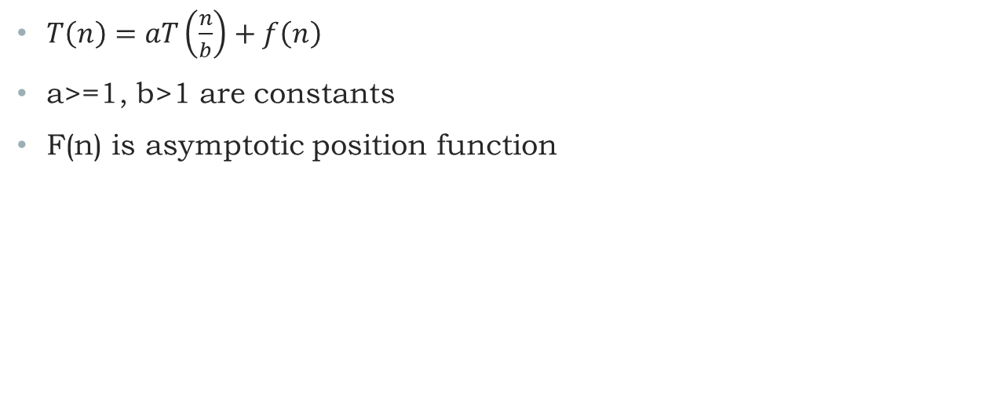 • T(n) = aT(n/b) + f(n)
• a>=1, b>1 are constants
• F(n) is asymptotic position function